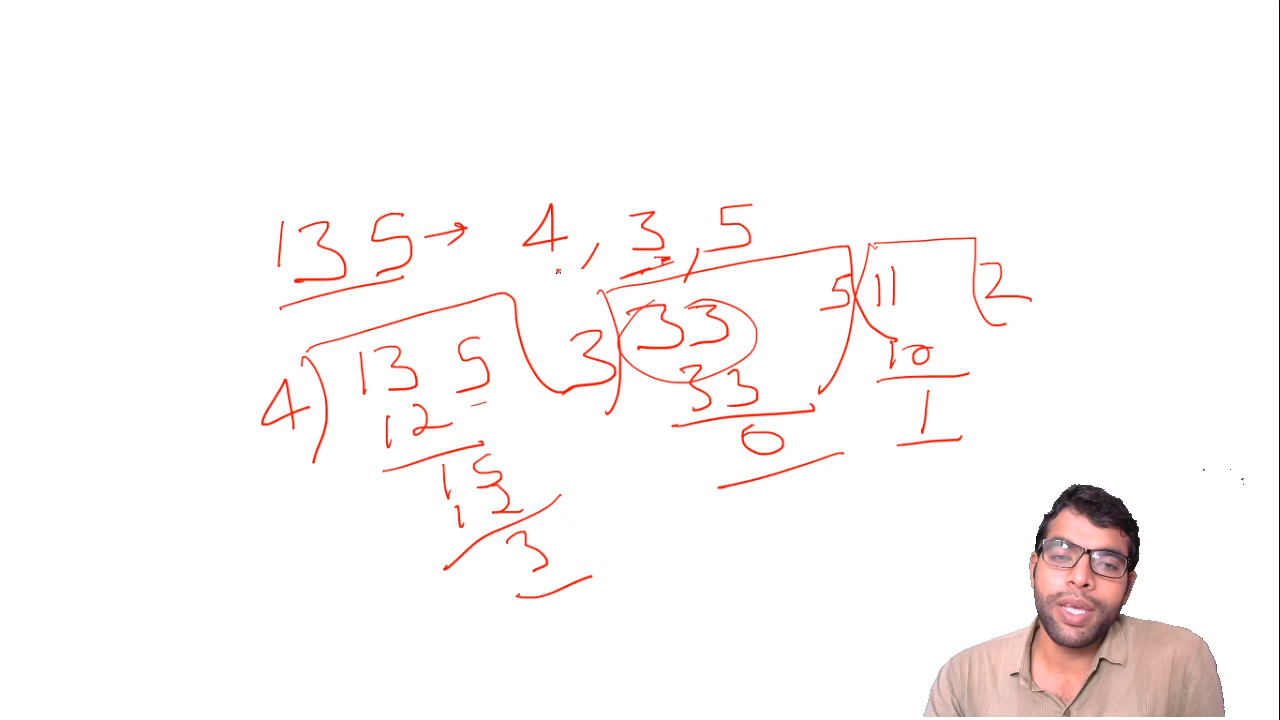 135 → 4, 3, 5
4) 135 3) 33 5) 11 2
12 33 10
15 0 1
12
3